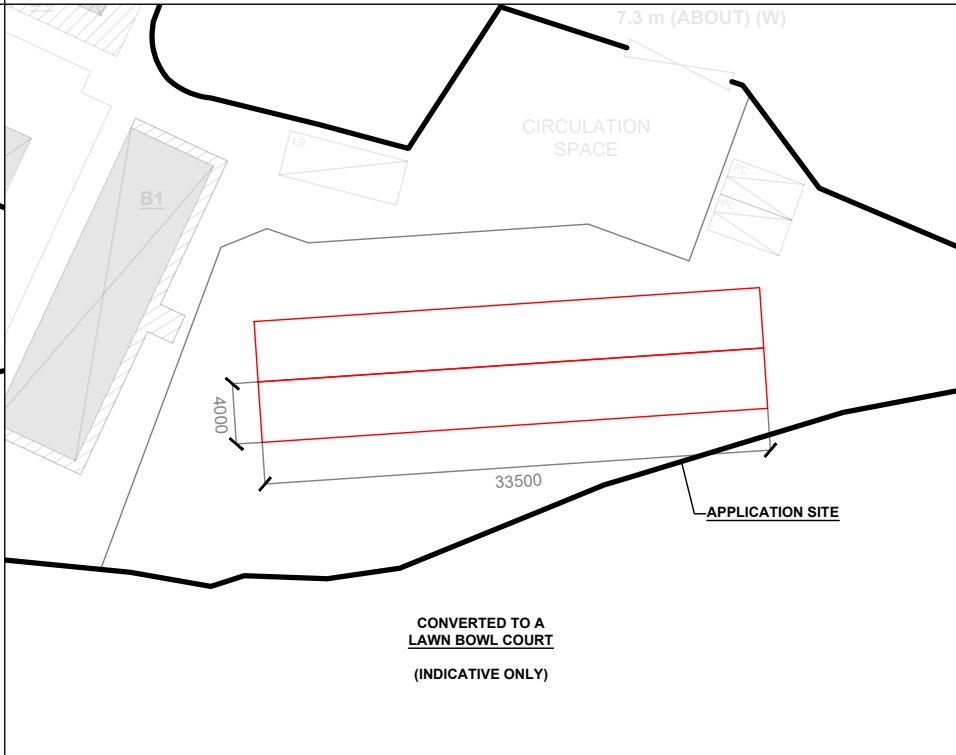 7.3 m (ABOUT) (W)
CIRCULATION
SPACE
LB
PC
PC
B1
4000
33500
APPLICATION SITE
CONVERTED TO A
LAWN BOWL COURT
(INDICATIVE ONLY)